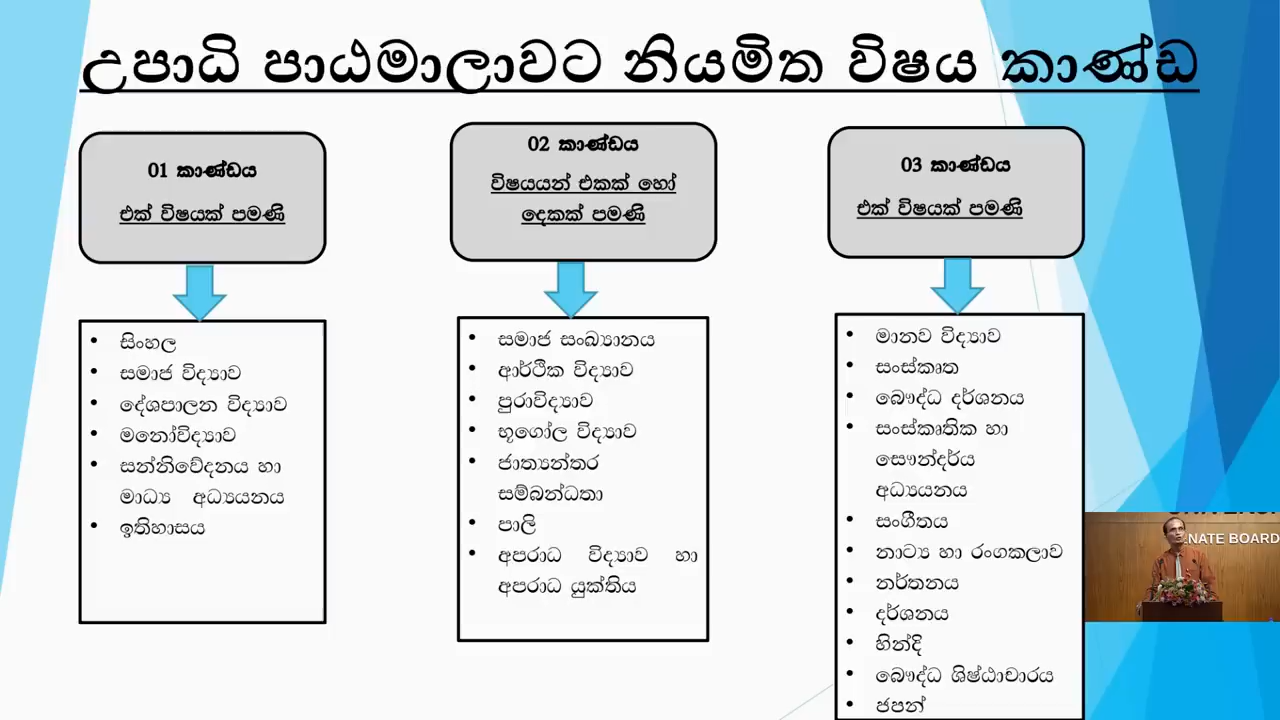 උපාධි පාඨමාලාවට නියමිත විෂය කාණ්ඩ
01 කාණ්ඩය
එක් විෂයක් පමණි
සිංහල
සමාජ විද්‍යාව
දේශපාලන විද්‍යාව
මනෝවිද්‍යාව
සන්නිවේදනය හා
මාධ්‍ය අධ්‍යයනය
ඉතිහාසය
02 කාණ්ඩය
විෂයයන් එකක් හෝ
දෙකක් පමණි
සමාජ සංඛ්‍යානය
ආර්ථික විද්‍යාව
පුරාවිද්‍යාව
භූගෝල විද්‍යාව
ජාත්‍යන්තර
සම්බන්ධතා
පාලි
අපරාධ විද්‍යාව හා
අපරාධ යුක්තිය
03 කාණ්ඩය
එක් විෂයක් පමණි
මානව විද්‍යාව
සංස්කෘත
බෞද්ධ දර්ශනය
සංස්කෘතික හා
සෞන්දර්ය
අධ්‍යයනය
සංගීතය
නාට්‍ය හා රංගකලාව
නර්තනය
දර්ශනය
හින්දි
බෞද්ධ ශිෂ්ඨාචාරය
ජපන්
ENATE BOARD